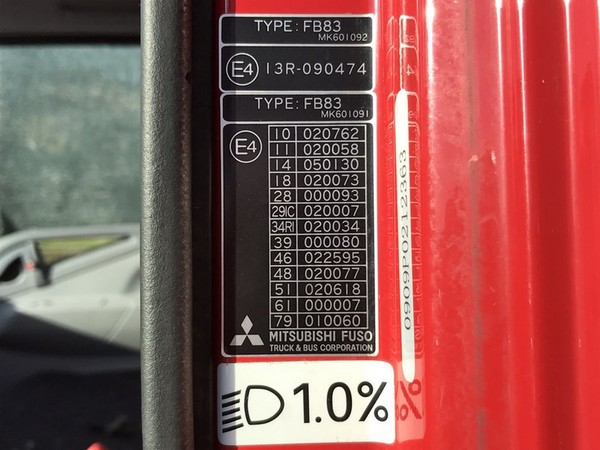 TYPE: FB83
MK601092
E4 13R-090474
TYPE: FB83
MK601091
E4
10 020762
11 020058
14 050130
18 020073
28 000093
29IC 020007
34RI 020034
39 000080
46 022595
48 020077
51 020618
61 000007
79 010060
MITSUBISHI FUSO
TRUCK & BUS CORPORATION
1.0%
0909P0212363